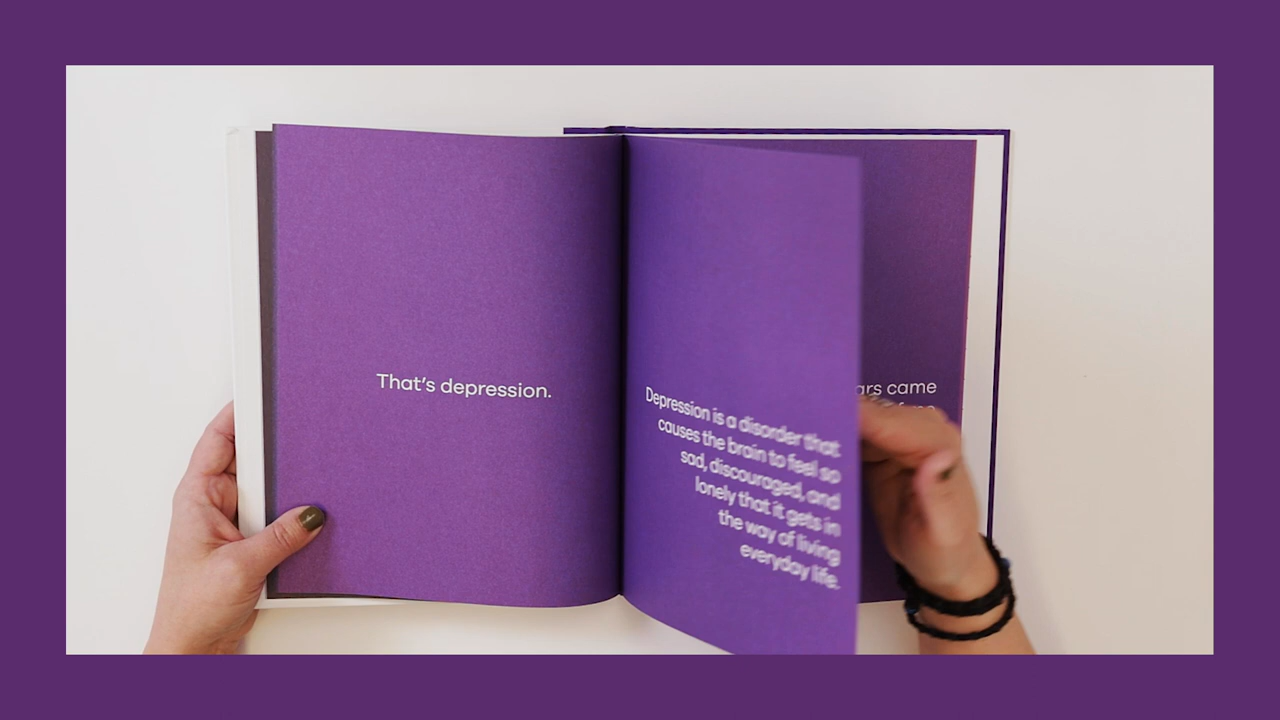 That's depression.
Depression is a disorder that
causes the brain to feel so
sad, discouraged, and
lonely that it gets in
the way of living
everyday life.
came